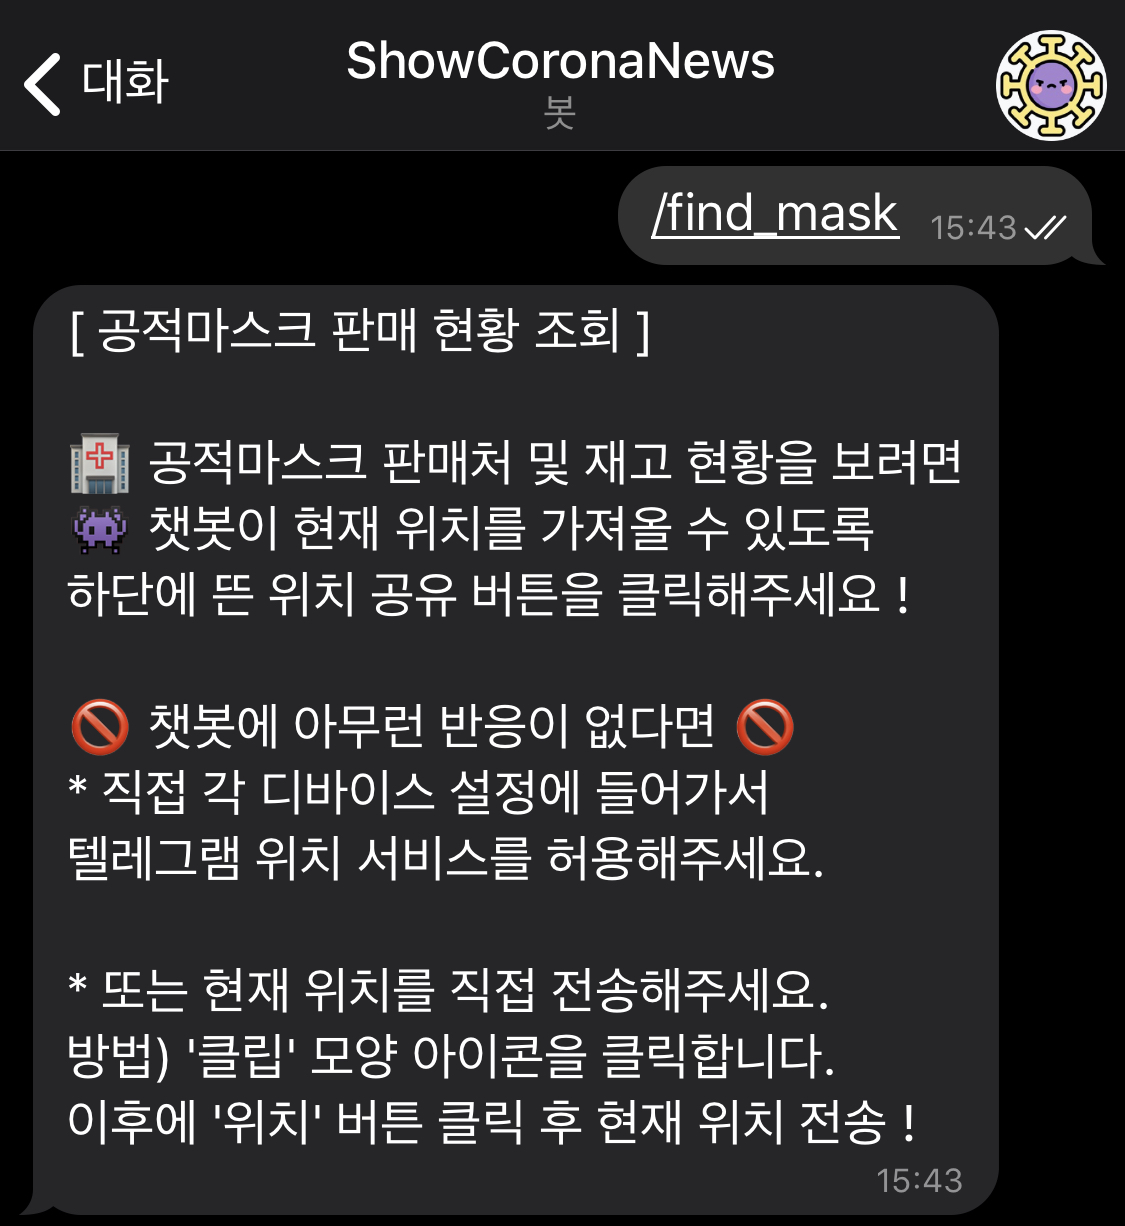 대화
ShowCoronaNews
봇
/find_mask 15:43
[ 공적마스크 판매 현황 조회 ]
🏥 공적마스크 판매처 및 재고 현황을 보려면
👾 챗봇이 현재 위치를 가져올 수 있도록
하단에 뜬 위치 공유 버튼을 클릭해주세요 !
🚫 챗봇에 아무런 반응이 없다면 🚫
* 직접 각 디바이스 설정에 들어가서
텔레그램 위치 서비스를 허용해주세요.
* 또는 현재 위치를 직접 전송해주세요.
방법) '클립' 모양 아이콘을 클릭합니다.
이후에 '위치' 버튼 클릭 후 현재 위치 전송 !
15:43